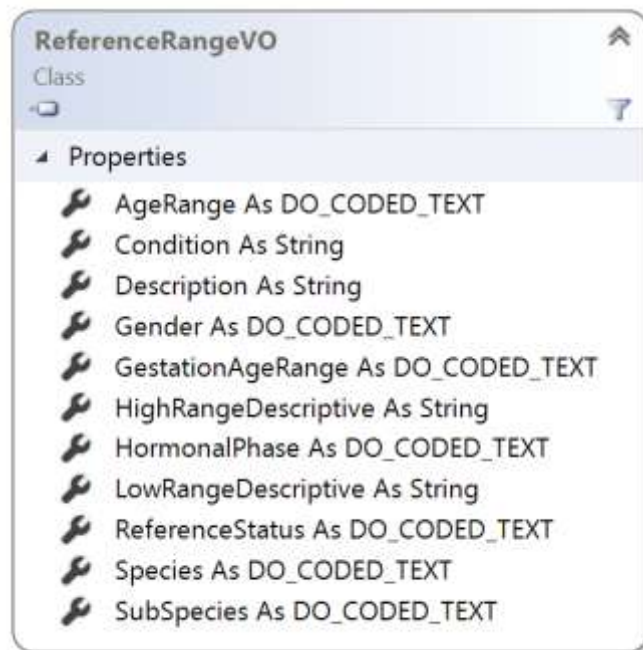 ReferenceRangeVO
Class
Properties
AgeRange As DO_CODED_TEXT
Condition As String
Description As String
Gender As DO_CODED_TEXT
GestationAgeRange As DO_CODED_TEXT
HighRangeDescriptive As String
HormonalPhase As DO_CODED_TEXT
LowRangeDescriptive As String
ReferenceStatus As DO_CODED_TEXT
Species As DO_CODED_TEXT
SubSpecies As DO_CODED_TEXT